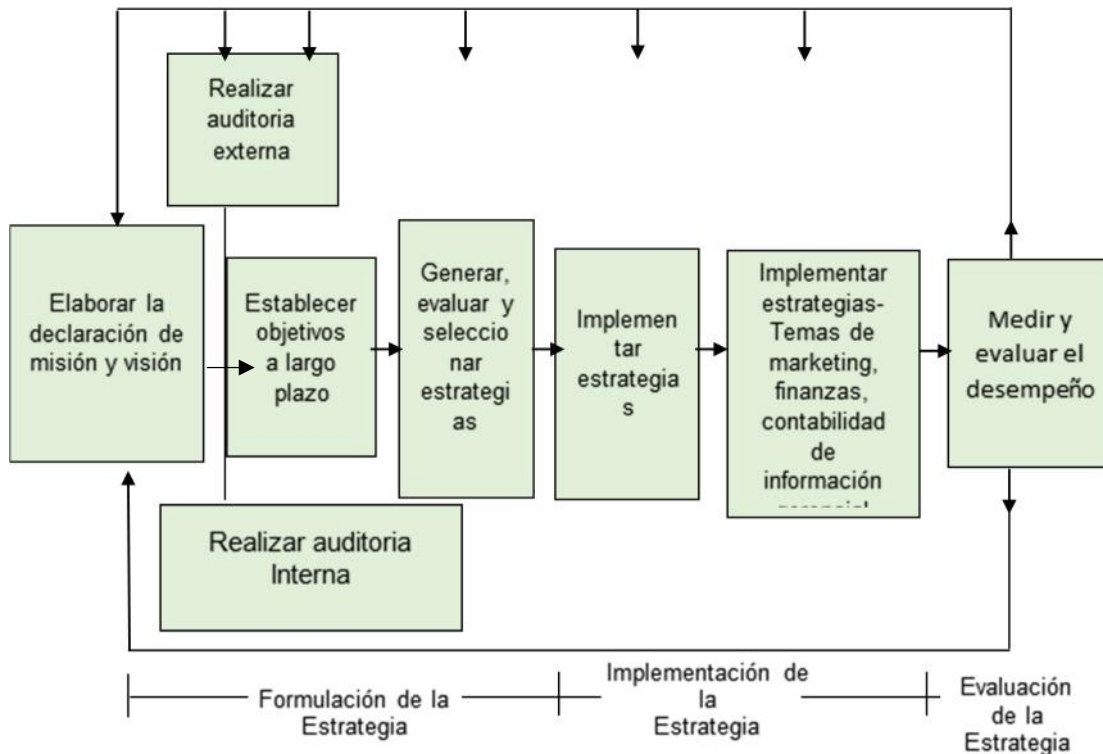 Realizar
auditoria
externa
Elaborar la
declaración de
misión y visión
Establecer
objetivos
a largo
plazo
Generar,
evaluar y
seleccio
nar
estrategi
as
Implemen
tar
estrategia
s
Implementar
estrategias-
Temas de
marketing,
finanzas,
contabilidad
de
información
Medir y
evaluar el
desempeño
Realizar auditoria
Interna
Formulación de la
Estrategia
Implementación de
la
Estrategia
Evaluación
de la
Estrategia